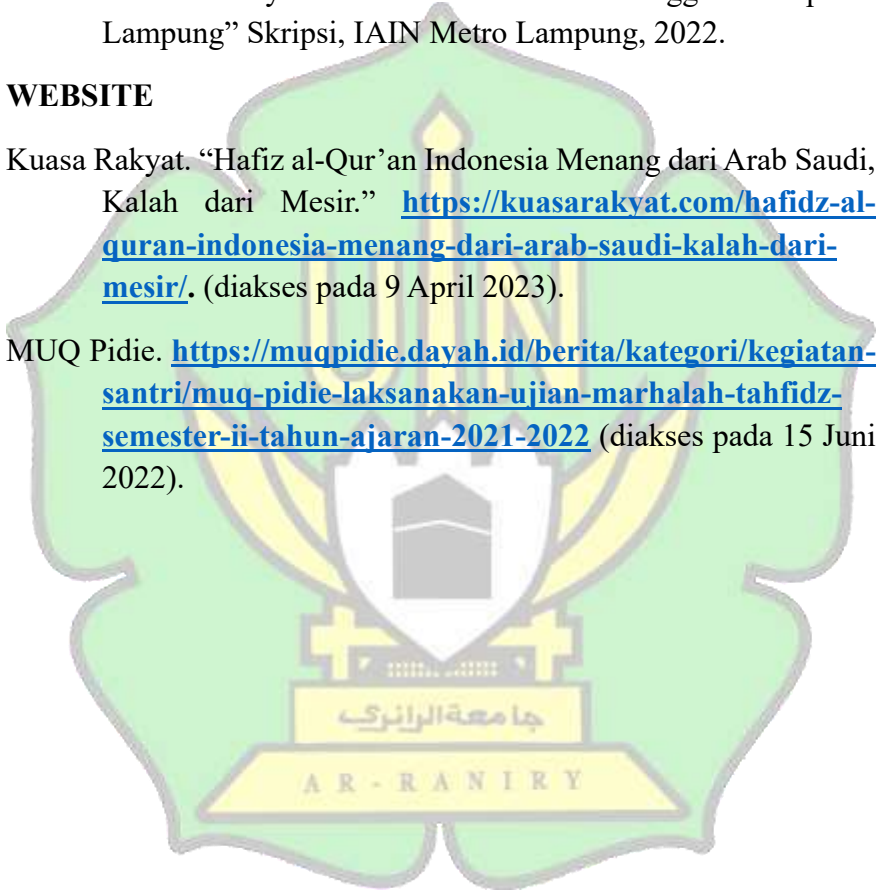 Lampung” Skripsi, IAIN Metro Lampung, 2022.
WEBSITE
Kuasa Rakyat. “Hafiz al-Qur’an Indonesia Menang dari Arab Saudi,
Kalah dari Mesir.” https://kuasarakyat.com/hafidz-al-
quran-indonesia-menang-dari-arab-saudi-kalah-dari-
mesir/. (diakses pada 9 April 2023).
MUQ Pidie. https://muqpidie.dayah.id/berita/kategori/kegiatan-
santri/muq-pidie-laksanakan-ujian-marhalah-tahfidz-
semester-ii-tahun-ajaran-2021-2022 (diakses pada 15 Juni
2022).
UIN
جامعة الرانري
AR-RANIRY